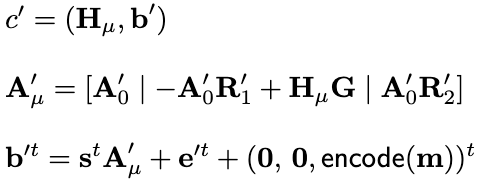 c′ = (H_μ, b′)
A′_μ = [A′_0 | −A′_0R′_1 + H_μG | A′_0R′_2]
b′^t = s^tA′_μ + e′^t + (0, 0, encode(m))^t